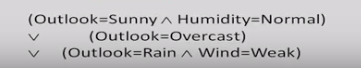 (Outlook=Sunny ∧ Humidity=Normal)
∨ (Outlook=Overcast)
∨ (Outlook=Rain ∧ Wind=Weak)